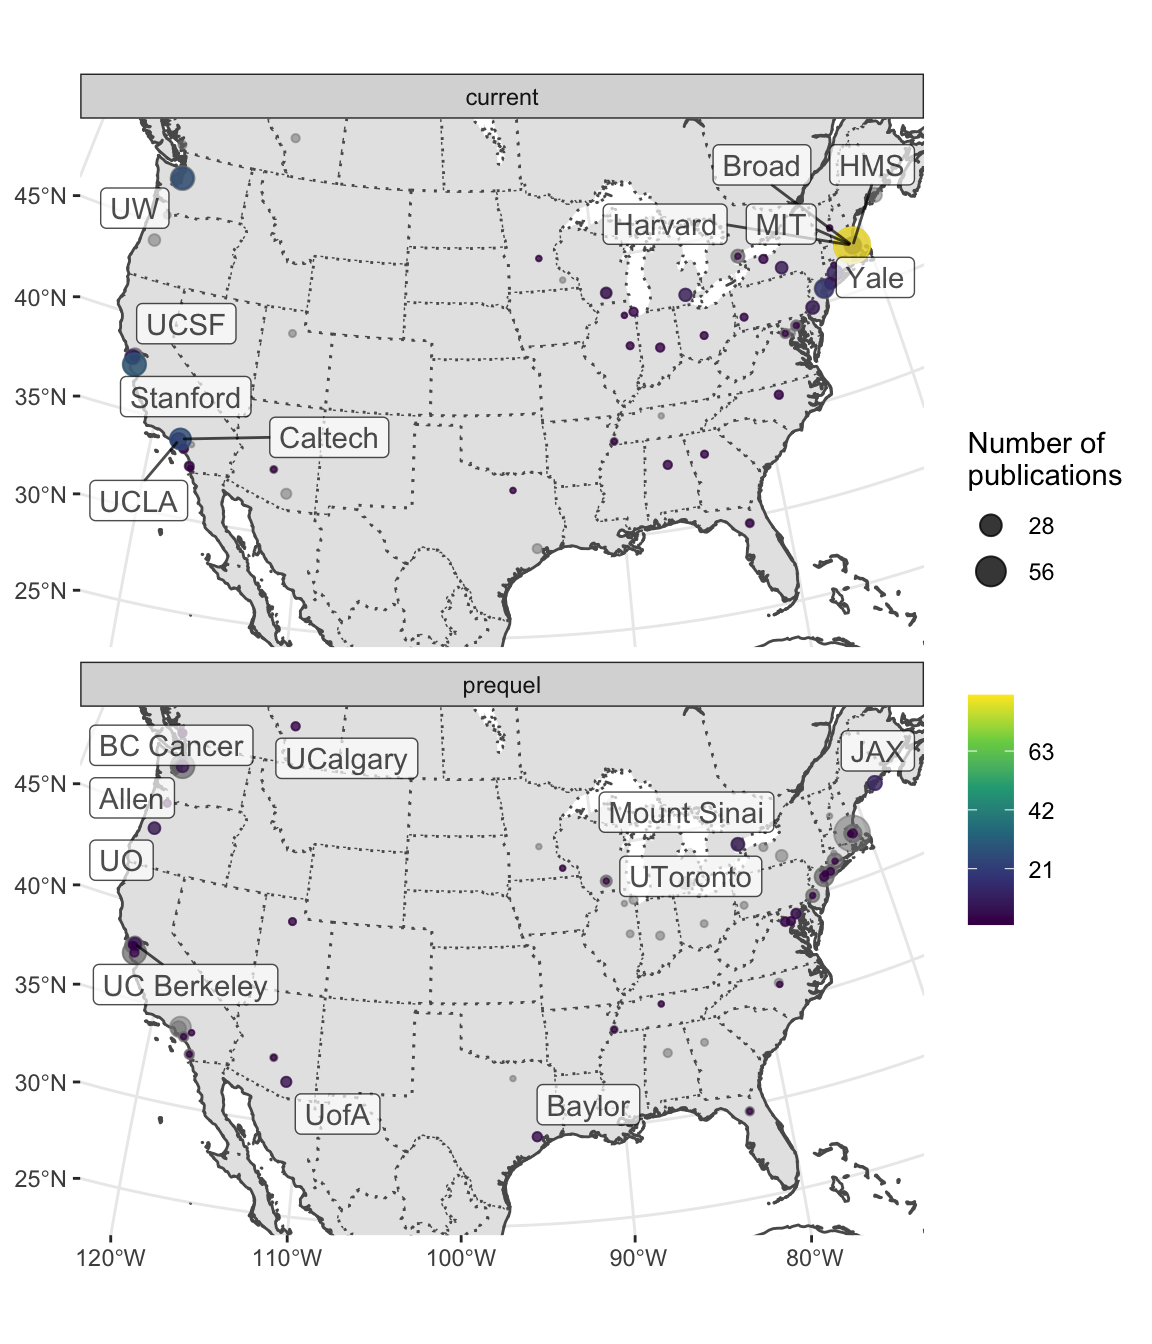 current
Broad
HMS
45°N
UW
Harvard
MIT
Yale
40°N
UCSF
35°N
Stanford
Caltech
30°N
UCLA
25°N
Number of
publications
28
56
63
42
21
prequel
BC Cancer
UCalgary
JAX
45°N
Allen
Mount Sinai
UO
UToronto
40°N
35°N
UC Berkeley
30°N
UofA
Baylor
25°N
120°W
110°W
100°W
90°W
80°W